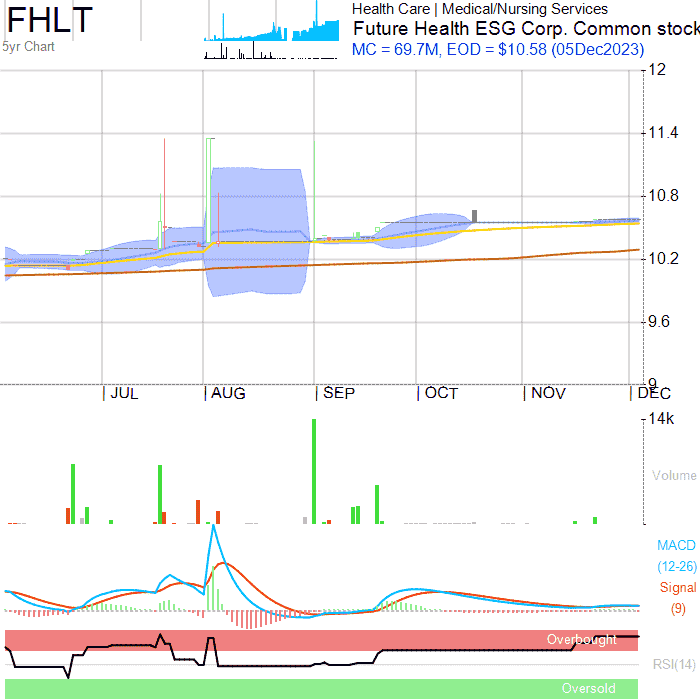 FHLT
5yr Chart
Health Care | Medical/Nursing Services
Future Health ESG Corp. Common stock
MC = 69.7M, EOD = $10.58 (05Dec2023)
12
11.4
10.8
10.2
9.6
9
JUL
AUG
SEP
OCT
NOV
DEC
14k
Volume
MACD
(12-26)
Signal
(9)
Overbought
RSI(14)
Oversold